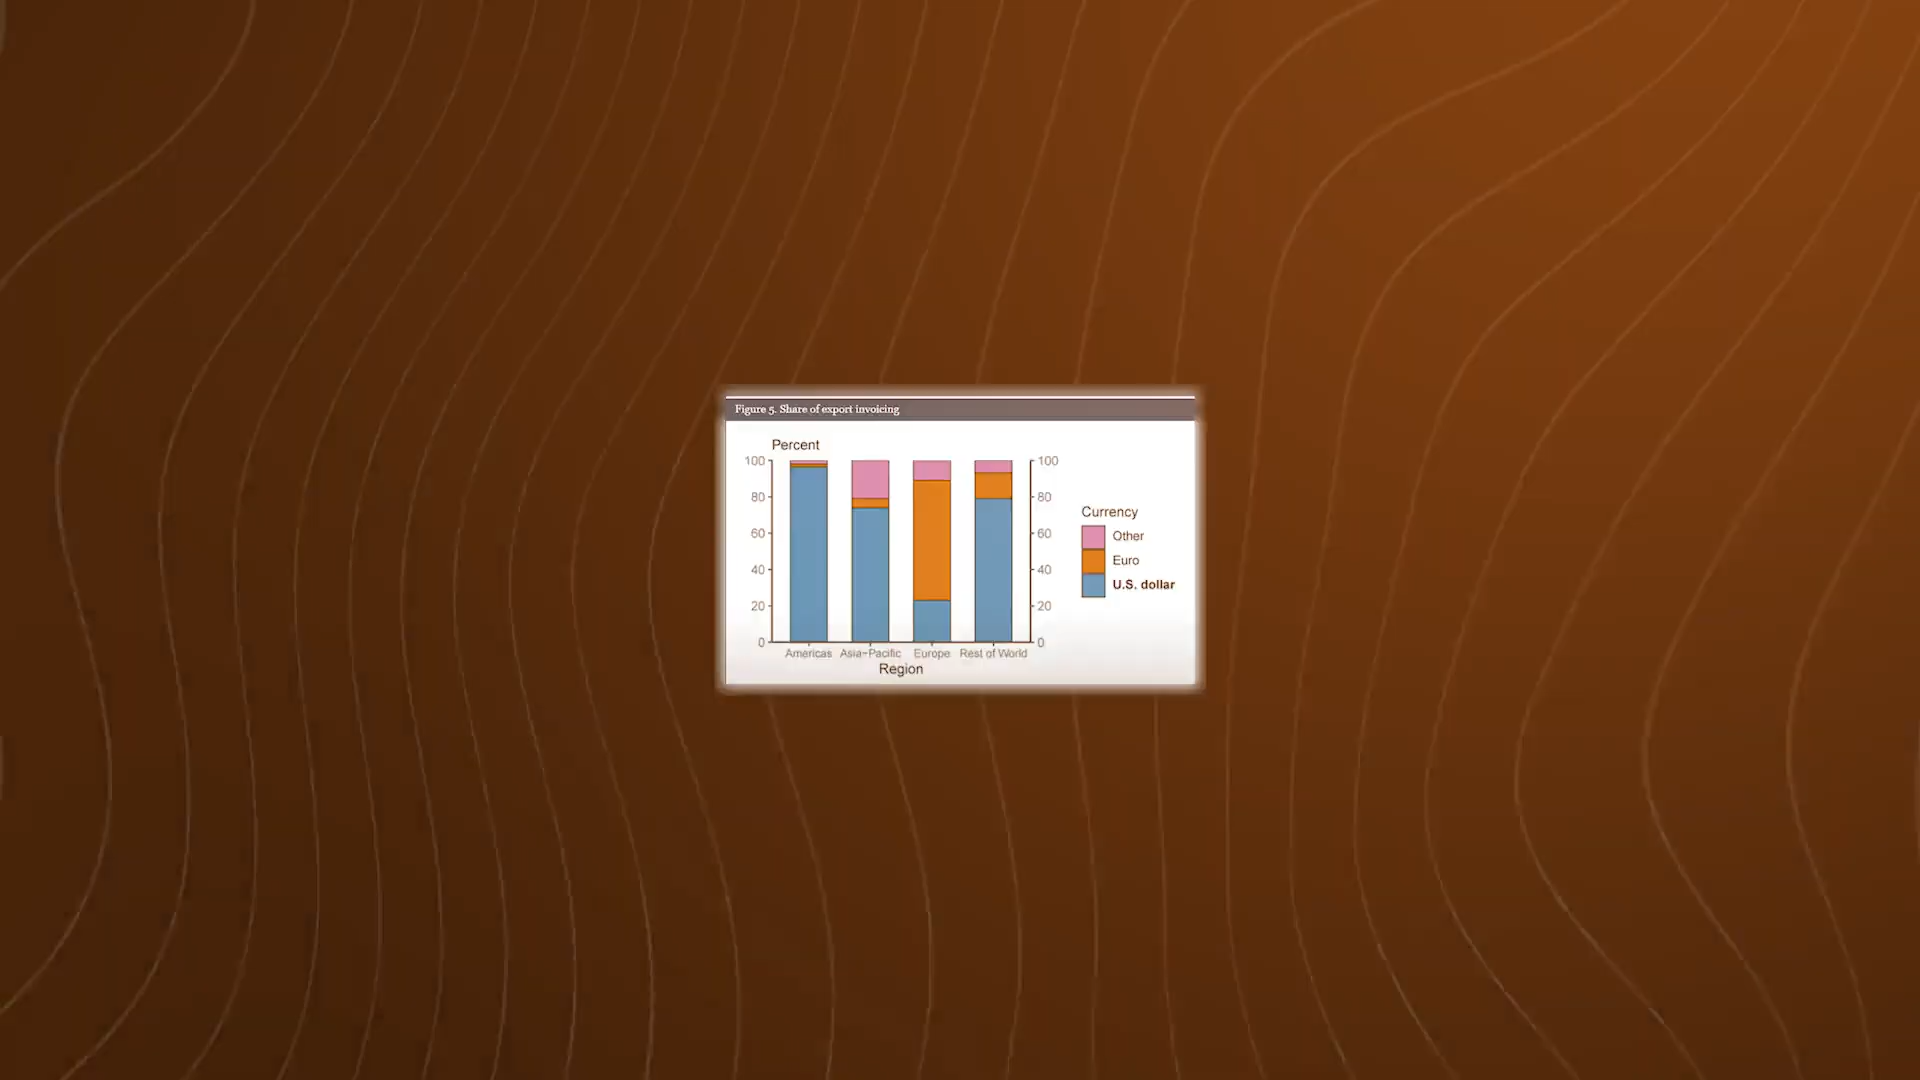 Figure 5. Share of export invoicing
Percent
100
80
60
40
20
0
100
80
60
40
20
0
Americas
Asia-Pacific
Europe
Rest of World
Region
Currency
Other
Euro
U.S. dollar